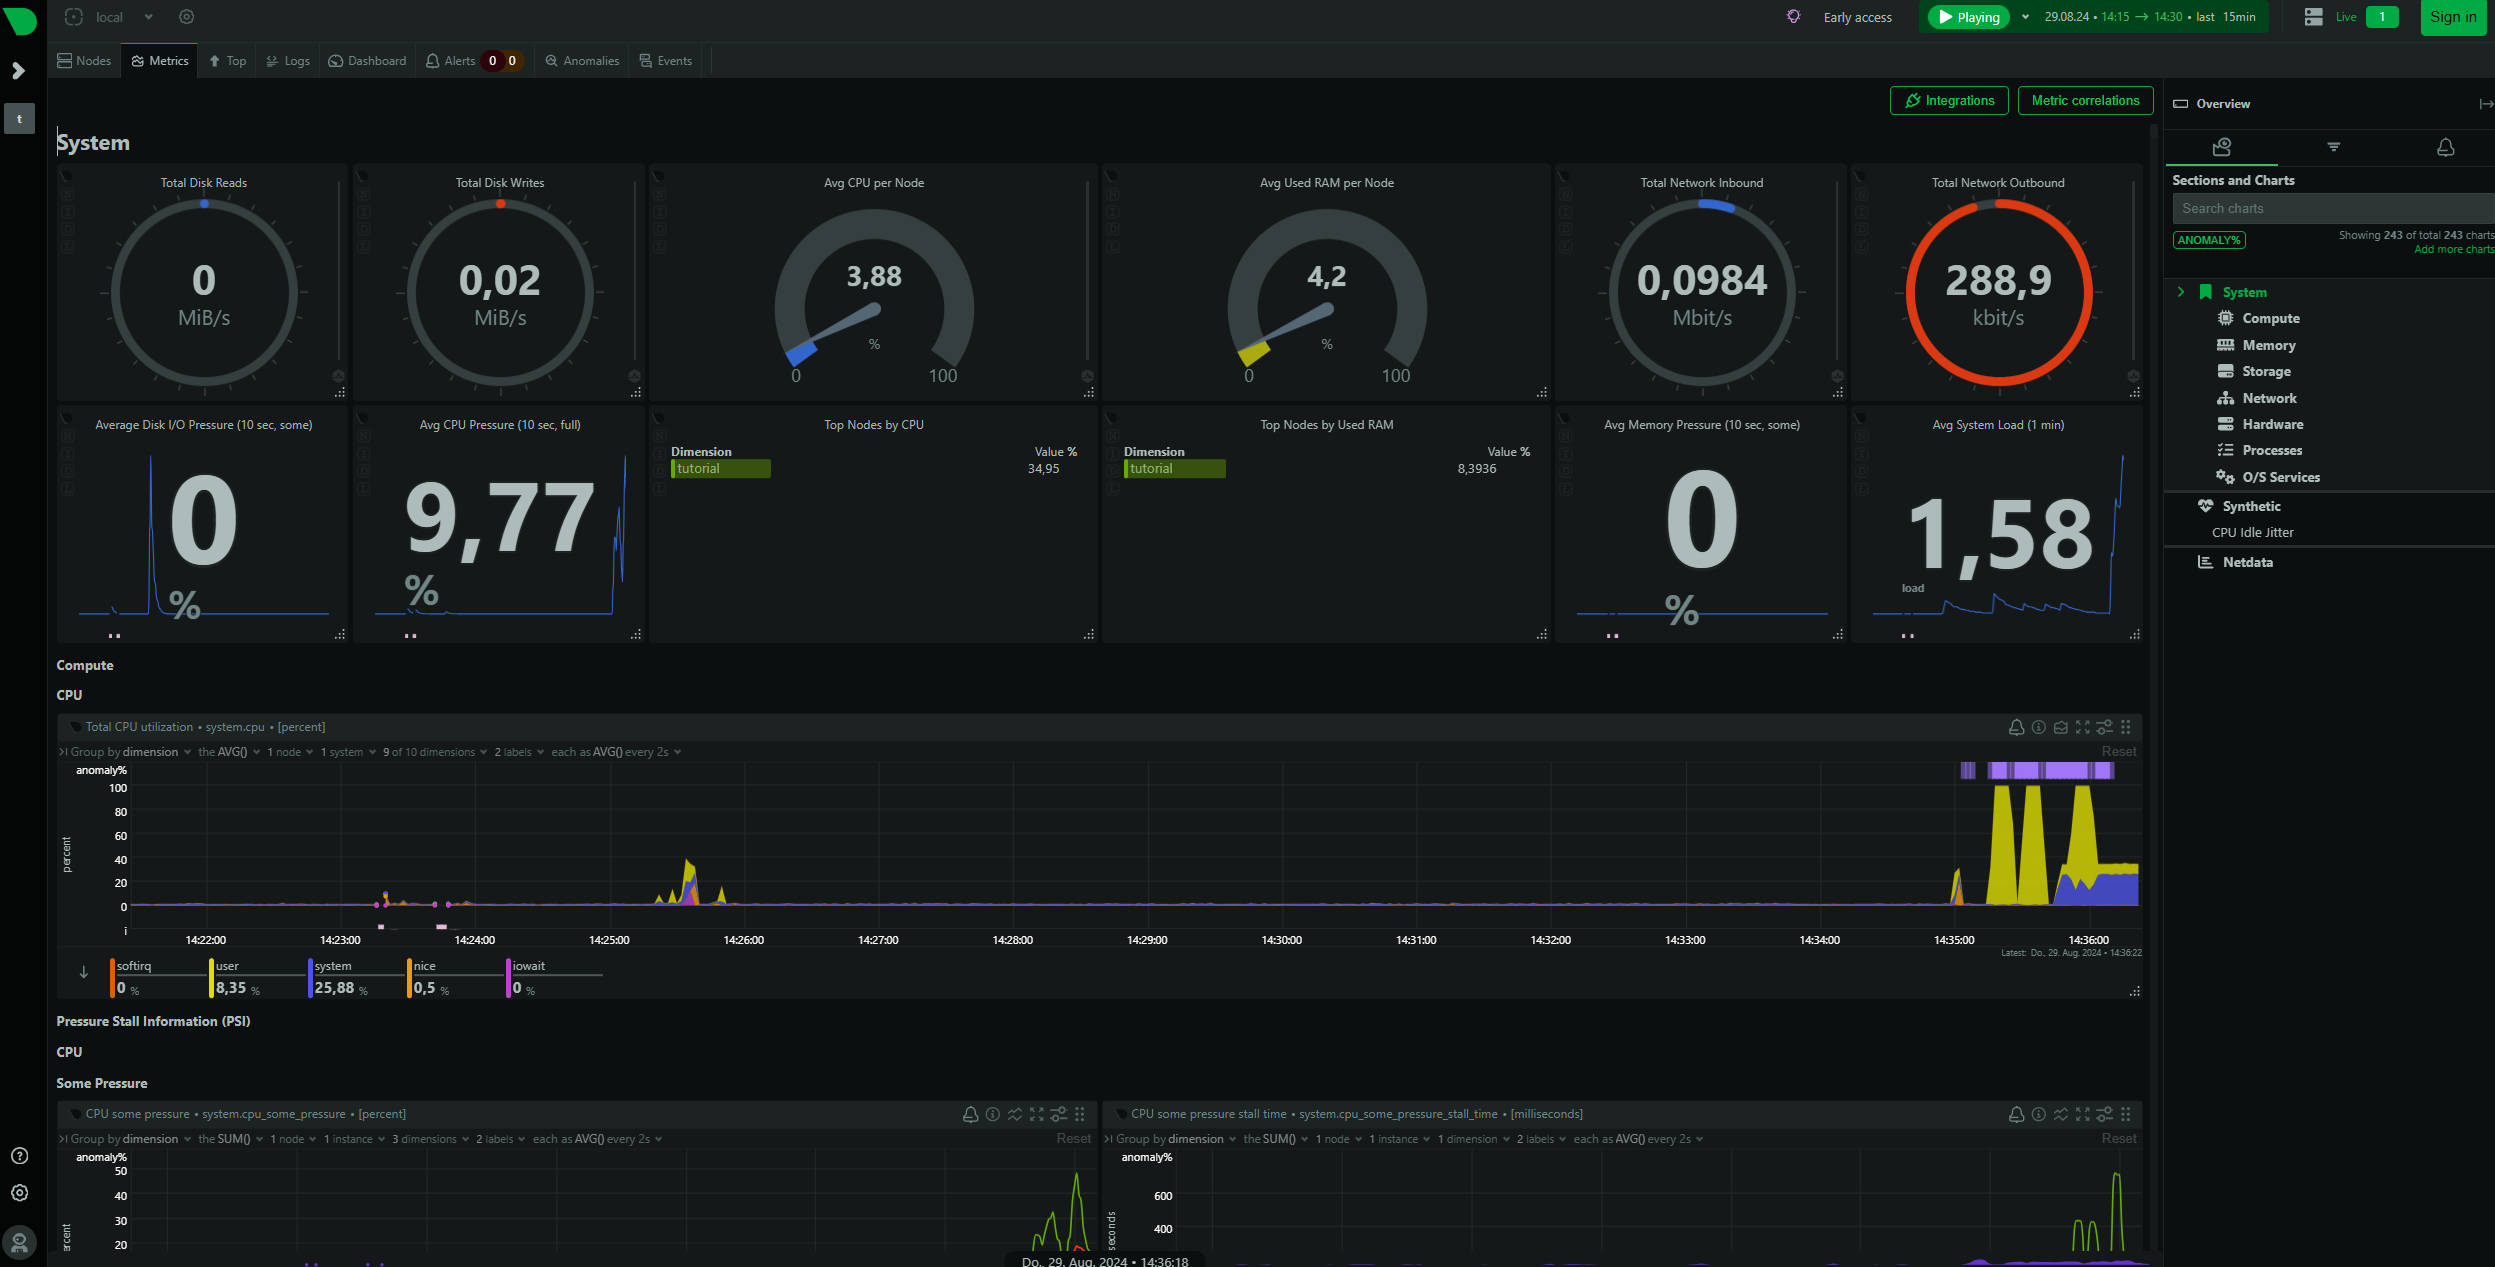 local
Early access
Playing
29.08.24 • 14:15 → 14:30 • last 15min
Live
1
Sign in
Nodes
Metrics
Top
Logs
Dashboard
Alerts 0 0
Anomalies
Events
t
Integrations
Metric correlations
System
Total Disk Reads
0
MiB/s
Total Disk Writes
0,02
MiB/s
Avg CPU per Node
3,88
%
0 100
Avg Used RAM per Node
4,2
%
0 100
Total Network Inbound
0,0984
Mbit/s
Total Network Outbound
288,9
kbit/s
Average Disk I/O Pressure (10 sec, some)
0
%
Avg CPU Pressure (10 sec, full)
9,77
%
Top Nodes by CPU
Dimension Value %
tutorial 34,95
Top Nodes by Used RAM
Dimension Value %
tutorial 8,3936
Avg Memory Pressure (10 sec, some)
0
%
Avg System Load (1 min)
1,58
load
Compute
CPU
Total CPU utilization • system.cpu • [percent]
Group by dimension the AVG() 1 node 1 system 9 of 10 dimensions 2 labels each as AVG() every 2s
Reset
anomaly%
100
80
60
40
20
0
i
percent
14:22:00 14:23:00 14:24:00 14:25:00 14:26:00 14:27:00 14:28:00 14:29:00 14:30:00 14:31:00 14:32:00 14:33:00 14:34:00 14:35:00 14:36:00
Latest: Do., 29. Aug. 2024 • 14:36:22
softirq user system nice iowait
0 % 8,35 % 25,88 % 0,5 % 0 %
Pressure Stall Information (PSI)
CPU
Some Pressure
CPU some pressure • system.cpu_some_pressure • [percent]
Group by dimension the SUM() 1 node 1 instance 3 dimensions 2 labels each as AVG() every 2s
Reset
anomaly%
50
40
30
20
ercent
CPU some pressure stall time • system.cpu_some_pressure_stall_time • [milliseconds]
Group by dimension the SUM() 1 node 1 instance 1 dimension 2 labels each as AVG() every 2s
Reset
anomaly%
600
400
seconds
Do., 29. Aug. 2024 • 14:36:18
Overview
Sections and Charts
Search charts
ANOMALY%
Showing 243 of total 243 charts
Add more charts
System
Compute
Memory
Storage
Network
Hardware
Processes
O/S Services
Synthetic
CPU Idle Jitter
Netdata